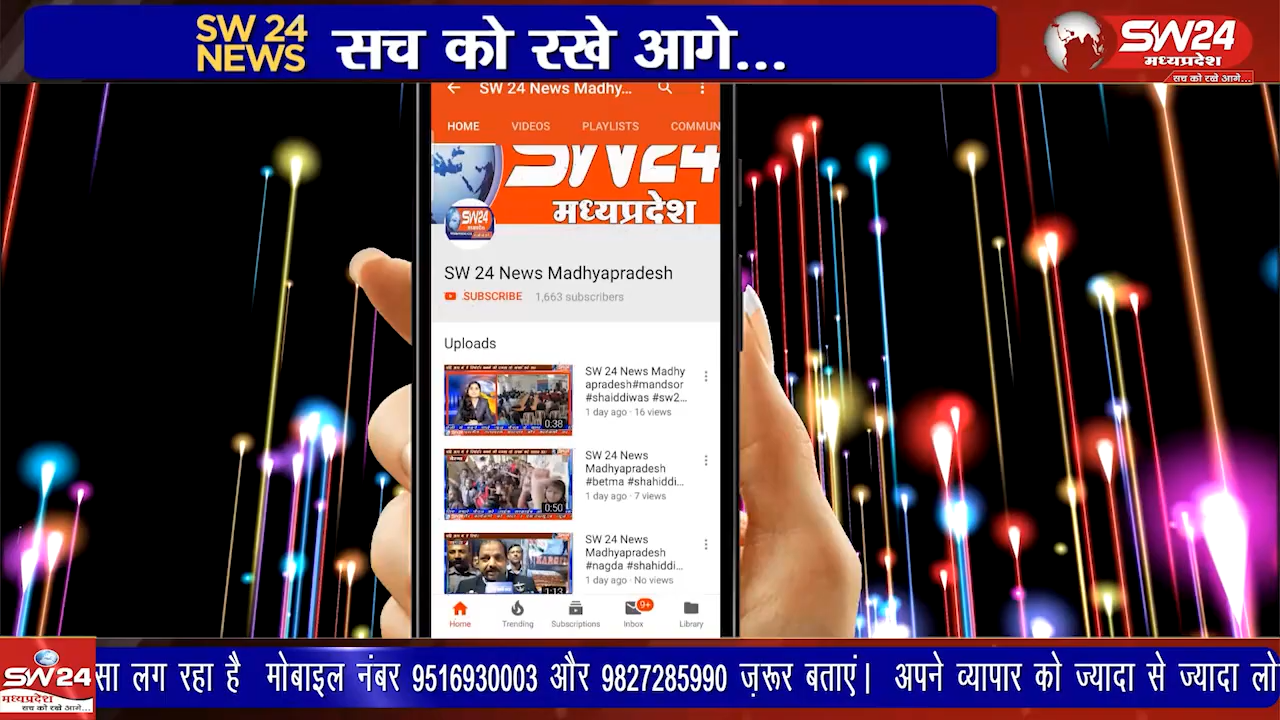 SW 24
NEWS
सच को रखे आगे...
SW24
मध्यप्रदेश
सच को रखे आगे...
SW 24 News Madhy...
HOME VIDEOS PLAYLISTS COMMUN
SW24
मध्यप्रदेश
SW24
SW 24 News Madhyapradesh
SUBSCRIBE 1,663 subscribers
Uploads
SW 24 News Madhy
apradesh#mandsor
#shaiddiwas #sw2...
1 day ago · 16 views
0:38
SW 24 News
Madhyapradesh
#betma #shahiddi...
1 day ago · 7 views
0:50
SW 24 News
Madhyapradesh
#nagda #shahiddi...
1 day ago · No views
1:13
9+
Home Trending Subscriptions Inbox Library
SW24
मध्यप्रदेश
सच को रखे आगे...
सा लग रहा है मोबाइल नंबर 9516930003 और 9827285990 ज़रूर बताएं| अपने व्यापार को ज्यादा से ज्यादा लो